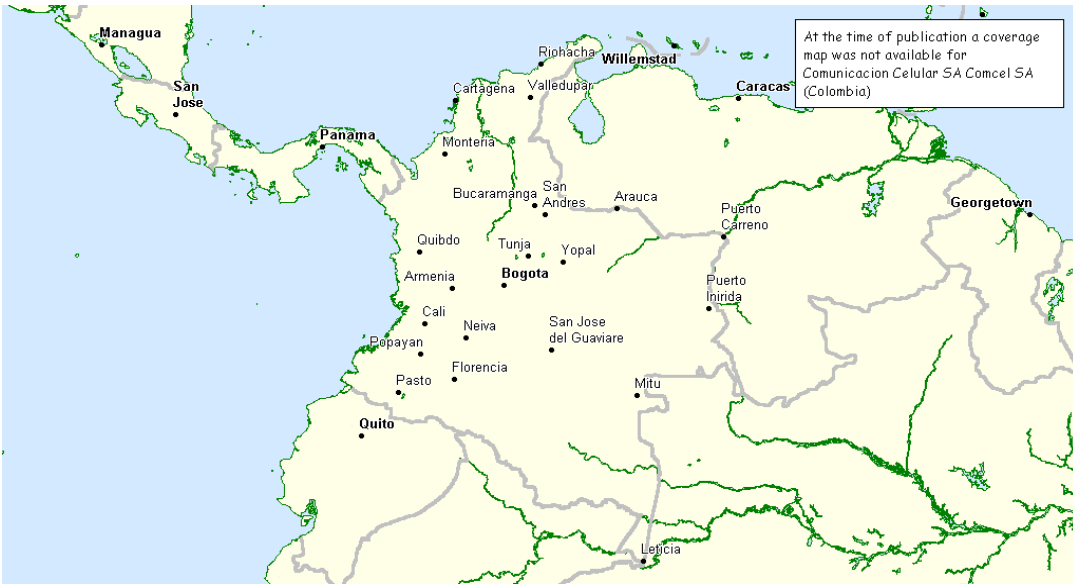 Managua
San
Jose
Panama
Riohacha
Willemstad
Cartagena
Valledupar
Caracas
At the time of publication a coverage
map was not available for
Comunicacion Celular SA Comcel SA
(Colombia)
Monteria
Bucaramanga
San
Andres
Arauca
Georgetown
Puerto
Carreno
Quibdo
Tunja
Yopal
Armenia
Bogota
Puerto
Inirida
Cali
Neiva
San Jose
del Guaviare
Popayan
Florencia
Pasto
Mitu
Quito
Leticia